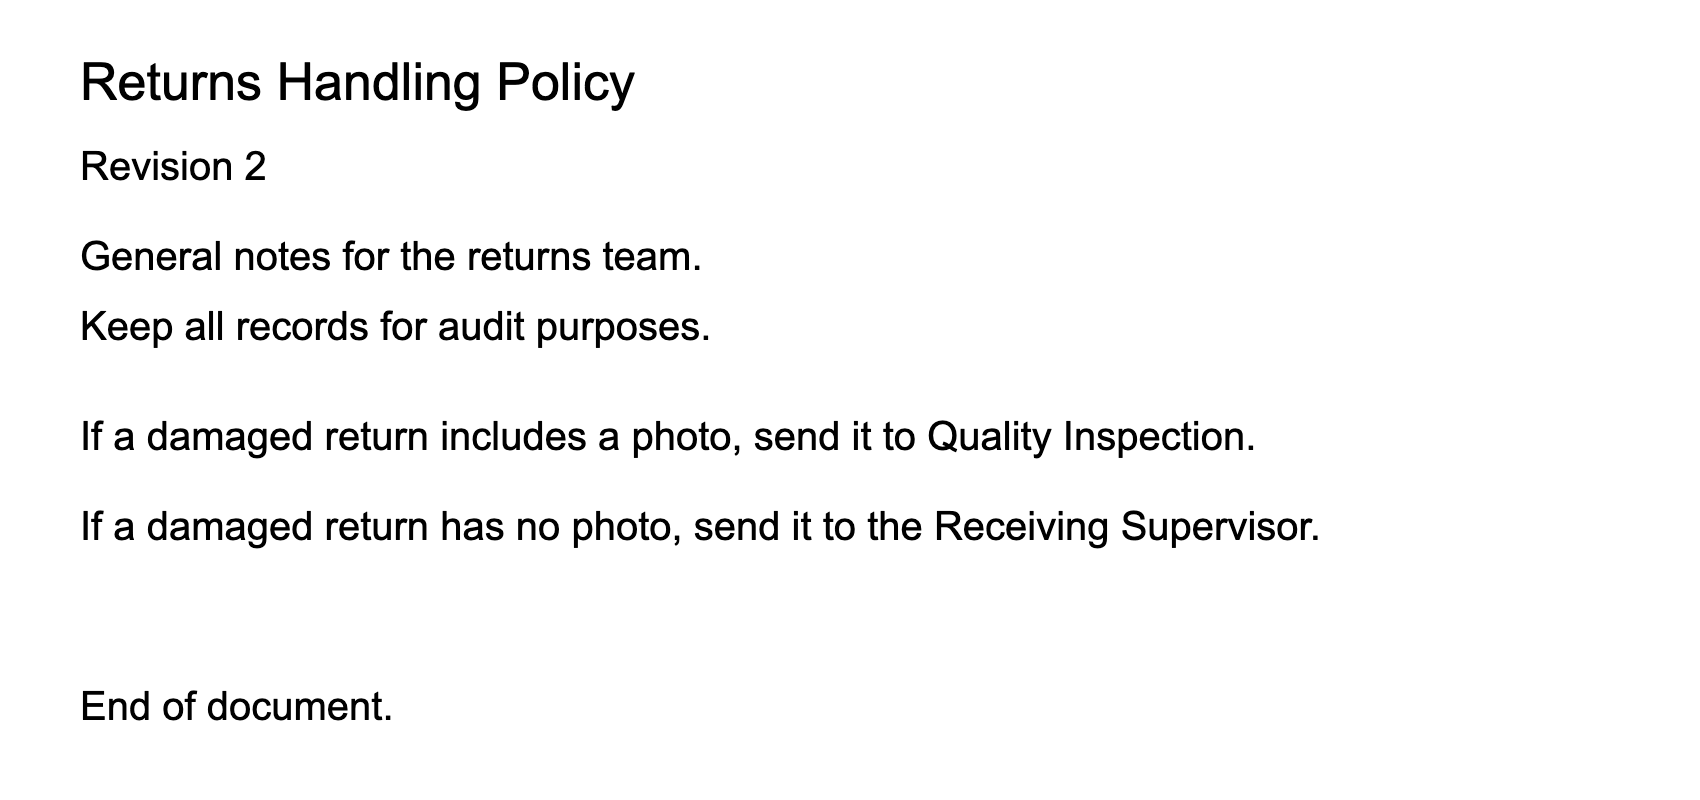 Returns Handling Policy
Revision 2
General notes for the returns team.
Keep all records for audit purposes.
If a damaged return includes a photo, send it to Quality Inspection.
If a damaged return has no photo, send it to the Receiving Supervisor.
End of document.